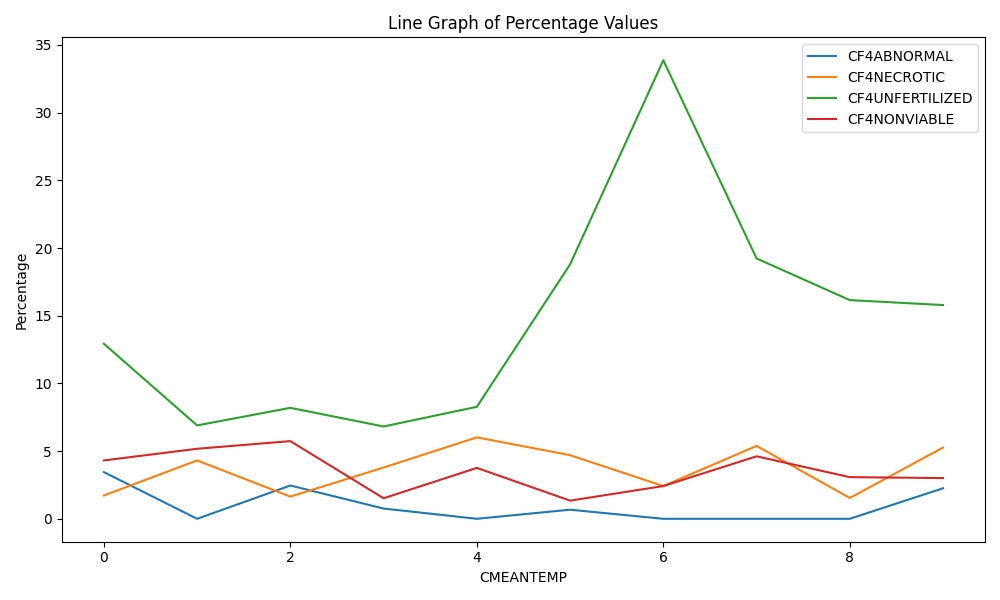 Line Graph of Percentage Values
CF4ABNORMAL
CF4NECROTIC
CF4UNFERTILIZED
CF4NONVIABLE
Percentage
35
30
25
20
15
10
5
0
0 2 4 6 8
CMEANTEMP